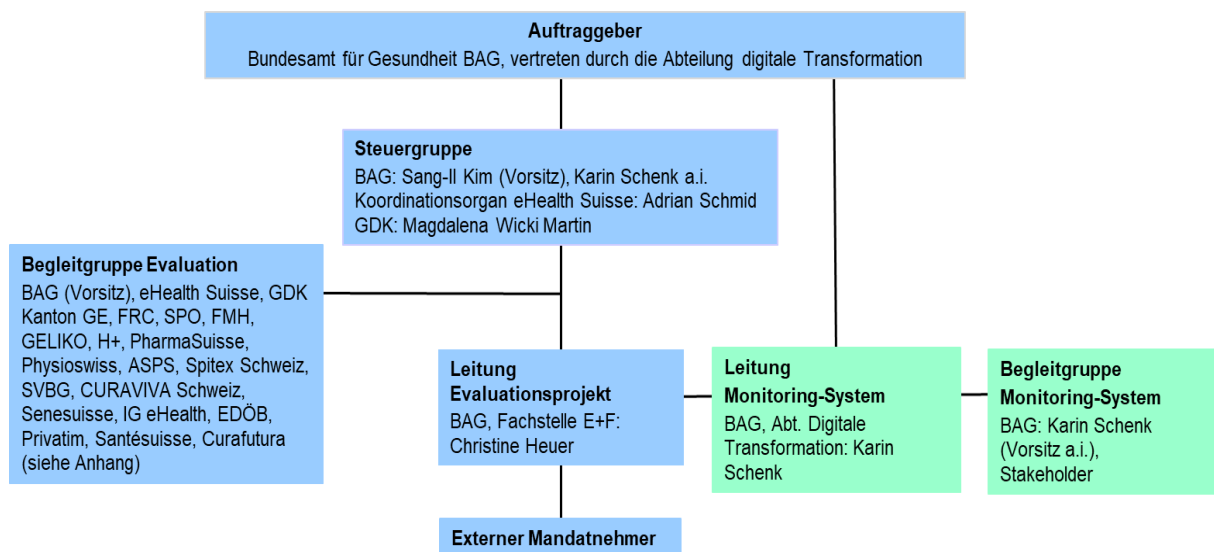 Auftraggeber
Bundesamt für Gesundheit BAG, vertreten durch die Abteilung digitale Transformation
Steuergruppe
BAG: Sang-Il Kim (Vorsitz), Karin Schenk a.i.
Koordinationsorgan eHealth Suisse: Adrian Schmid
GDK: Magdalena Wicki Martin
Begleitgruppe Evaluation
BAG (Vorsitz), eHealth Suisse, GDK
Kanton GE, FRC, SPO, FMH,
GELIKO, H+, PharmaSuisse,
Physioswiss, ASPS, Spitex Schweiz,
SVBG, CURAVIVA Schweiz,
Senesuisse, IG eHealth, EDÖB,
Privatim, Santésuisse, Curafutura
(siehe Anhang)
Leitung
Evaluationsprojekt
BAG, Fachstelle E+F:
Christine Heuer
Leitung
Monitoring-System
BAG, Abt. Digitale
Transformation: Karin
Schenk
Begleitgruppe
Monitoring-System
BAG: Karin Schenk
(Vorsitz a.i.),
Stakeholder
Externer Mandatnehmer